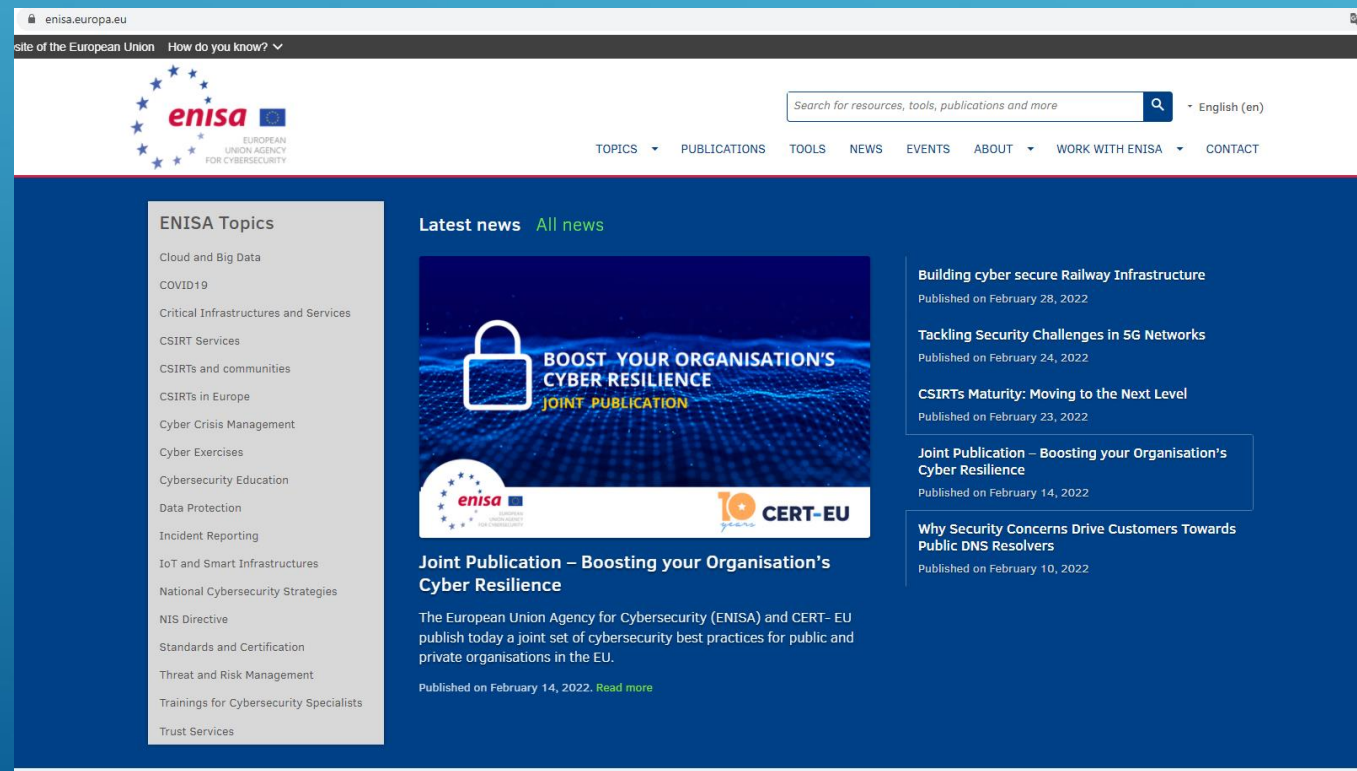 enisa.europa.eu
site of the European Union How do you know?
enisa
EUROPEAN
UNION AGENCY
FOR CYBERSECURITY
Search for resources, tools, publications and more
English (en)
TOPICS PUBLICATIONS TOOLS NEWS EVENTS ABOUT WORK WITH ENISA CONTACT
ENISA Topics
Cloud and Big Data
COVID19
Critical Infrastructures and Services
CSIRT Services
CSIRTs and communities
CSIRTs in Europe
Cyber Crisis Management
Cyber Exercises
Cybersecurity Education
Data Protection
Incident Reporting
IoT and Smart Infrastructures
National Cybersecurity Strategies
NIS Directive
Standards and Certification
Threat and Risk Management
Trainings for Cybersecurity Specialists
Trust Services
Latest news All news
BOOST YOUR ORGANISATION'S
CYBER RESILIENCE
JOINT PUBLICATION
enisa
EUROPEAN
UNION AGENCY
FOR CYBERSECURITY
10 years CERT-EU
Joint Publication – Boosting your Organisation's
Cyber Resilience
The European Union Agency for Cybersecurity (ENISA) and CERT- EU
publish today a joint set of cybersecurity best practices for public and
private organisations in the EU.
Published on February 14, 2022. Read more
Building cyber secure Railway Infrastructure
Published on February 28, 2022
Tackling Security Challenges in 5G Networks
Published on February 24, 2022
CSIRTs Maturity: Moving to the Next Level
Published on February 23, 2022
Joint Publication – Boosting your Organisation's
Cyber Resilience
Published on February 14, 2022
Why Security Concerns Drive Customers Towards
Public DNS Resolvers
Published on February 10, 2022